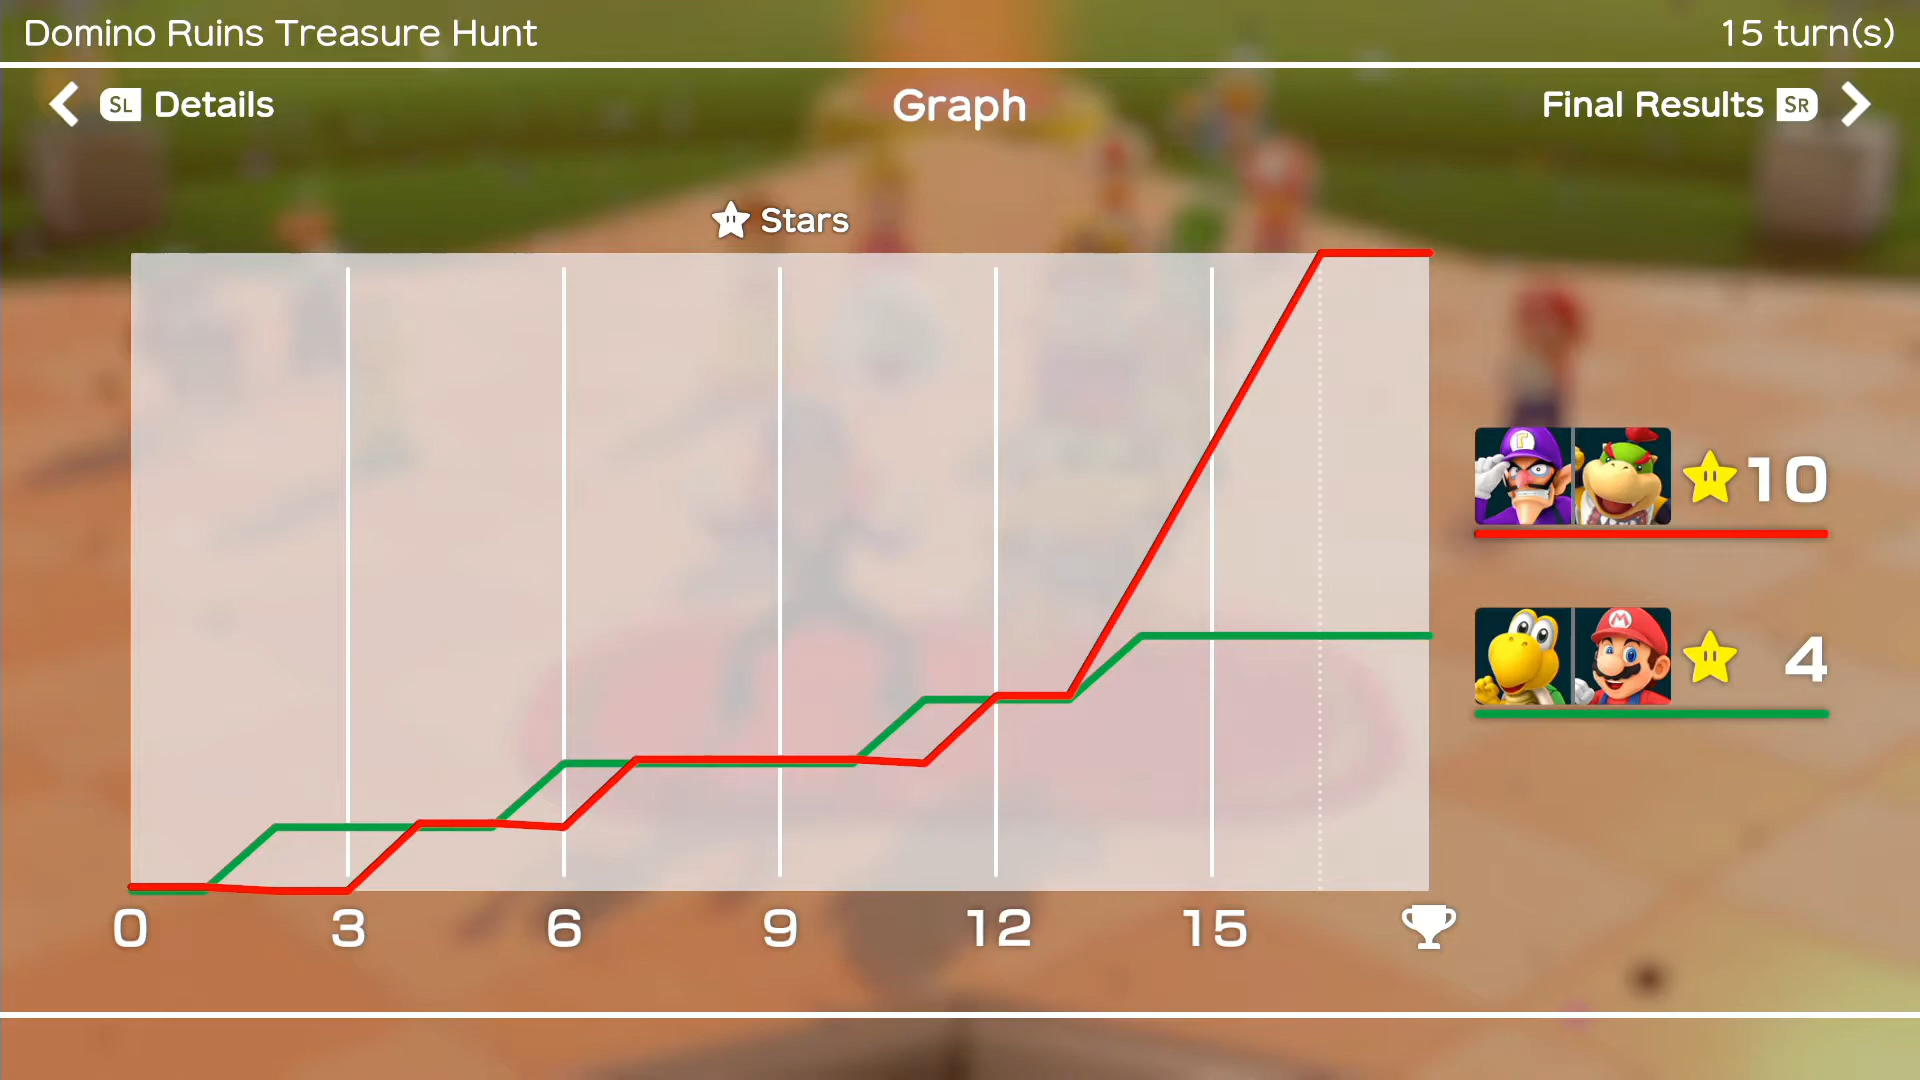 Domino Ruins Treasure Hunt
15 turn(s)
SL Details
Graph
Final Results SR
Stars
10
4
0 3 6 9 12 15